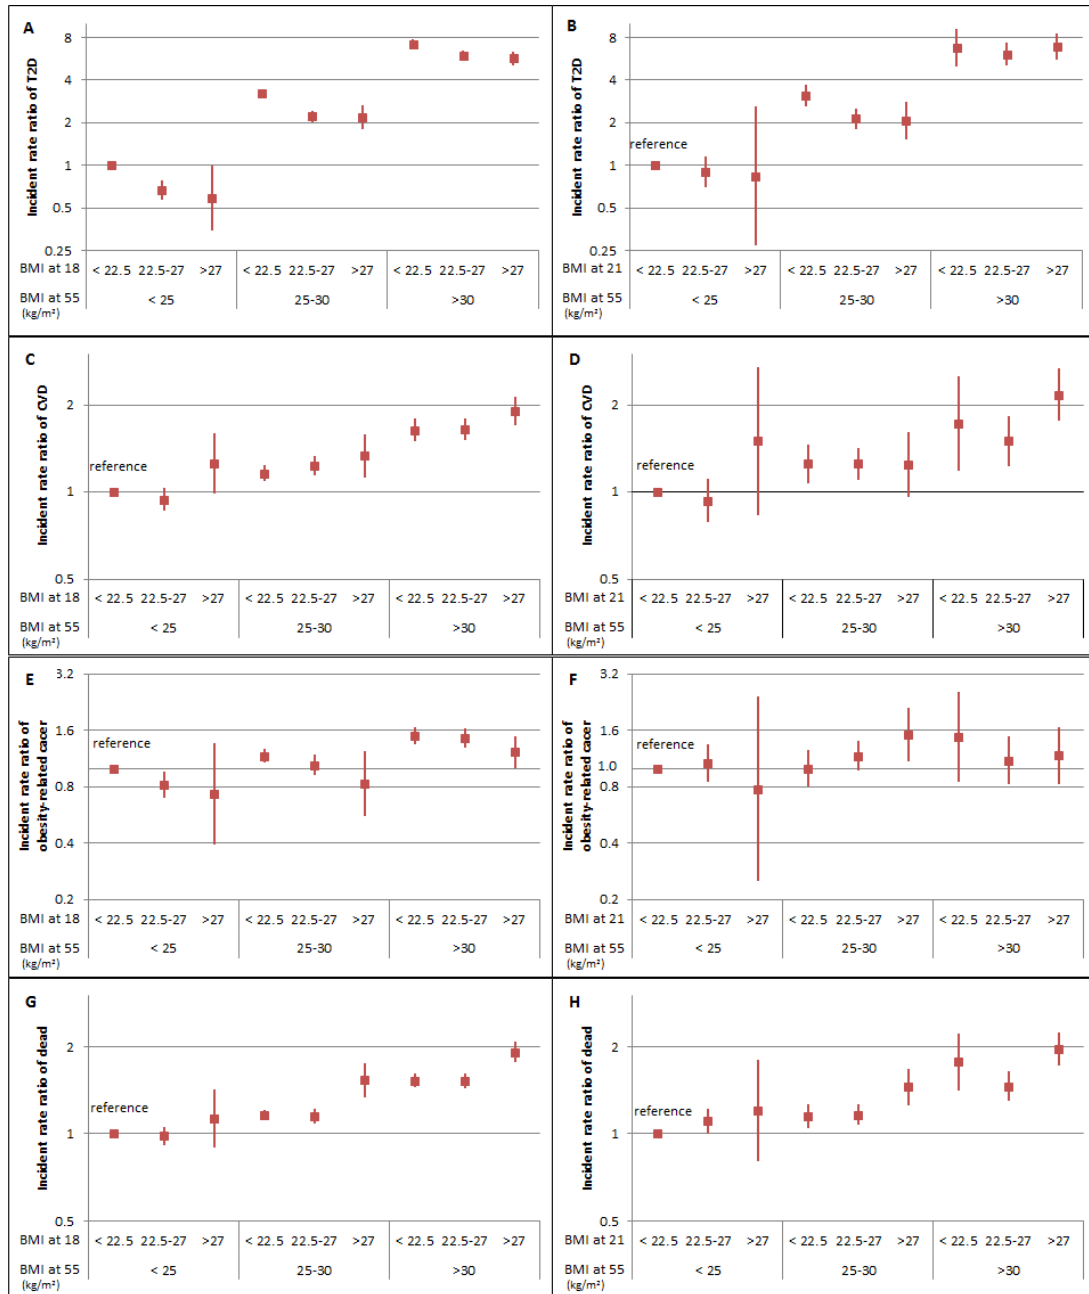 A
Incident rate ratio of T2D
8
4
2
1
0.5
0.25
BMI at 18 < 22.5 22.5-27 >27 < 22.5 22.5-27 >27 < 22.5 22.5-27 >27
BMI at 55 < 25 25-30 >30
(kg/m²)
B
Incident rate ratio of T2D
8
4
2
reference
1
0.5
0.25
BMI at 21 < 22.5 22.5-27 >27 < 22.5 22.5-27 >27 < 22.5 22.5-27 >27
BMI at 55 < 25 25-30 >30
(kg/m²)
C
Incident rate ratio of CVD
2
reference
1
0.5
BMI at 18 < 22.5 22.5-27 >27 < 22.5 22.5-27 >27 < 22.5 22.5-27 >27
BMI at 55 < 25 25-30 >30
(kg/m²)
D
Incident rate ratio of CVD
2
reference
1
0.5
BMI at 21 < 22.5 22.5-27 >27 < 22.5 22.5-27 >27 < 22.5 22.5-27 >27
BMI at 55 < 25 25-30 >30
(kg/m²)
E
Incident rate ratio of
obesity-related cacer
3.2
1.6
reference
0.8
0.4
0.2
BMI at 18 < 22.5 22.5-27 >27 < 22.5 22.5-27 >27 < 22.5 22.5-27 >27
BMI at 55 < 25 25-30 >30
(kg/m²)
F
Incident rate ratio of
obesity-related cacer
3.2
1.6
reference
1.0
0.8
0.4
0.2
BMI at 21 < 22.5 22.5-27 >27 < 22.5 22.5-27 >27 < 22.5 22.5-27 >27
BMI at 55 < 25 25-30 >30
(kg/m²)
G
Incident rate ratio of dead
2
reference
1
0.5
BMI at 18 < 22.5 22.5-27 >27 < 22.5 22.5-27 >27 < 22.5 22.5-27 >27
BMI at 55 < 25 25-30 >30
(kg/m²)
H
Incident rate ratio of dead
2
reference
1
0.5
BMI at 21 < 22.5 22.5-27 >27 < 22.5 22.5-27 >27 < 22.5 22.5-27 >27
BMI at 55 < 25 25-30 >30
(kg/m²)